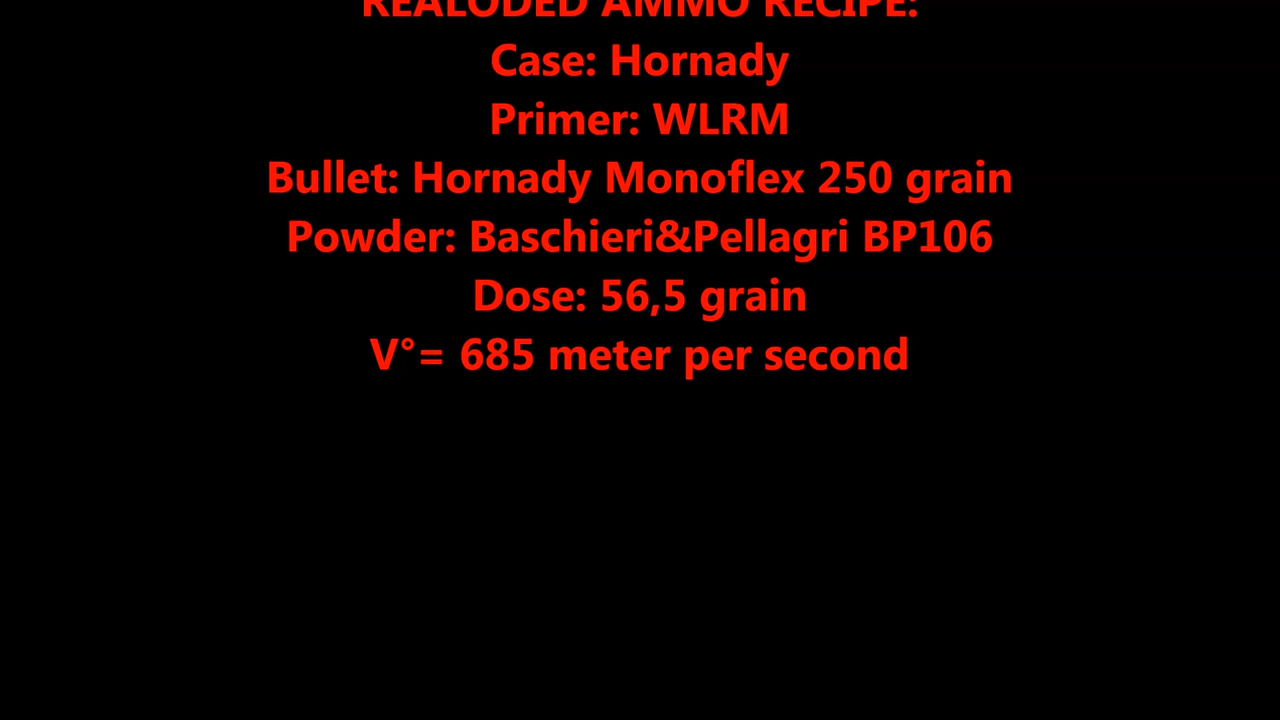 REALODED AMMO RECIPE:
Case: Hornady
Primer: WLRM
Bullet: Hornady Monoflex 250 grain
Powder: Baschieri&Pellagri BP106
Dose: 56,5 grain
V°= 685 meter per second